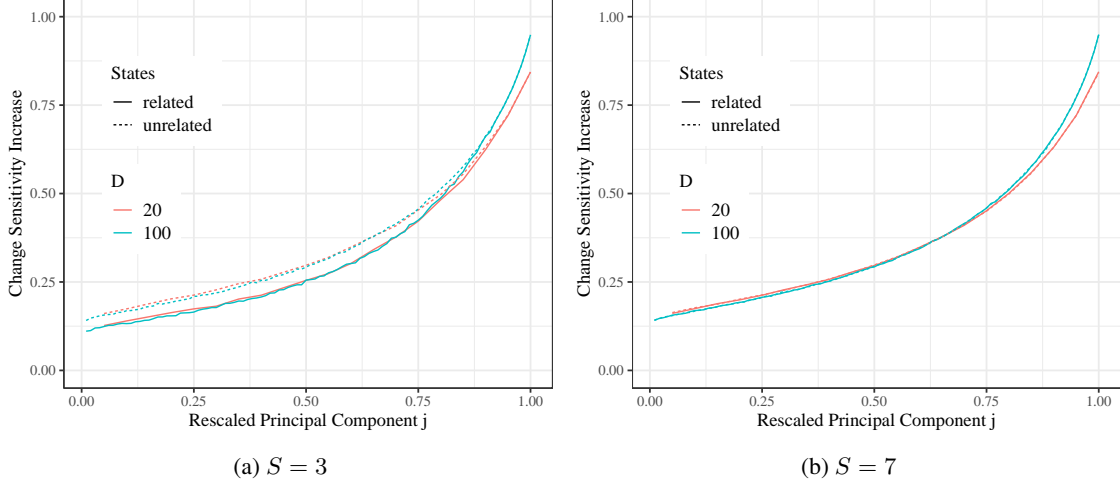 1.00
0.75
0.50
0.25
0.00
Change Sensitivity Increase
States
related
unrelated
D
20
100
0.00 0.25 0.50 0.75 1.00
Rescaled Principal Component j
(a) S = 3
1.00
0.75
0.50
0.25
0.00
Change Sensitivity Increase
States
related
unrelated
D
20
100
0.00 0.25 0.50 0.75 1.00
Rescaled Principal Component j
(b) S = 7